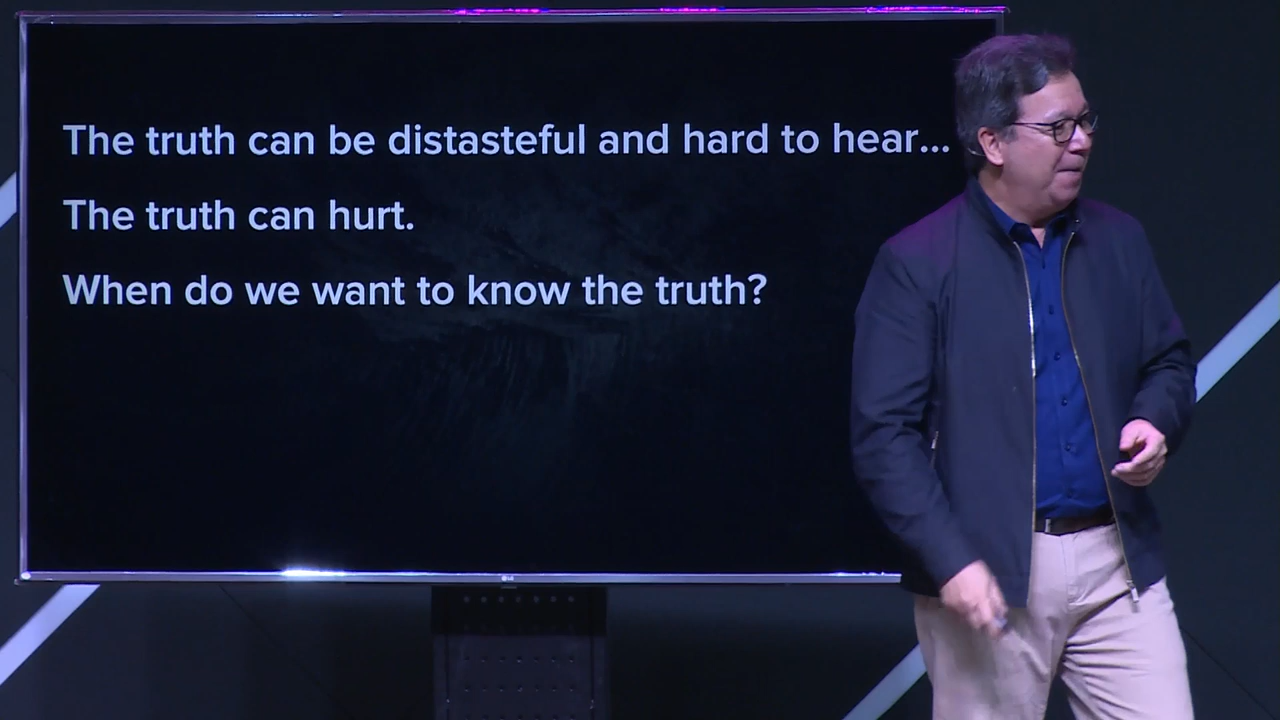 The truth can be distasteful and hard to hear...
The truth can hurt.
When do we want to know the truth?
LG